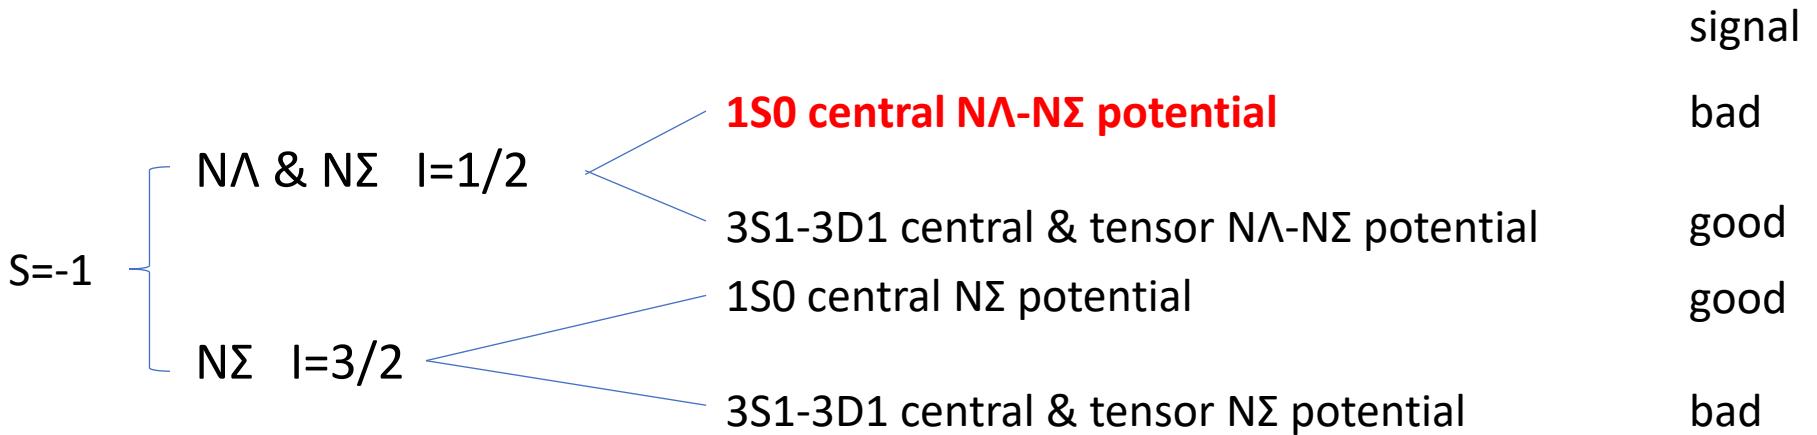 signal
1S0 central NΛ-NΣ potential bad
NΛ & NΣ I=1/2
3S1-3D1 central & tensor NΛ-NΣ potential good
S=-1
1S0 central NΣ potential good
NΣ I=3/2
3S1-3D1 central & tensor NΣ potential bad